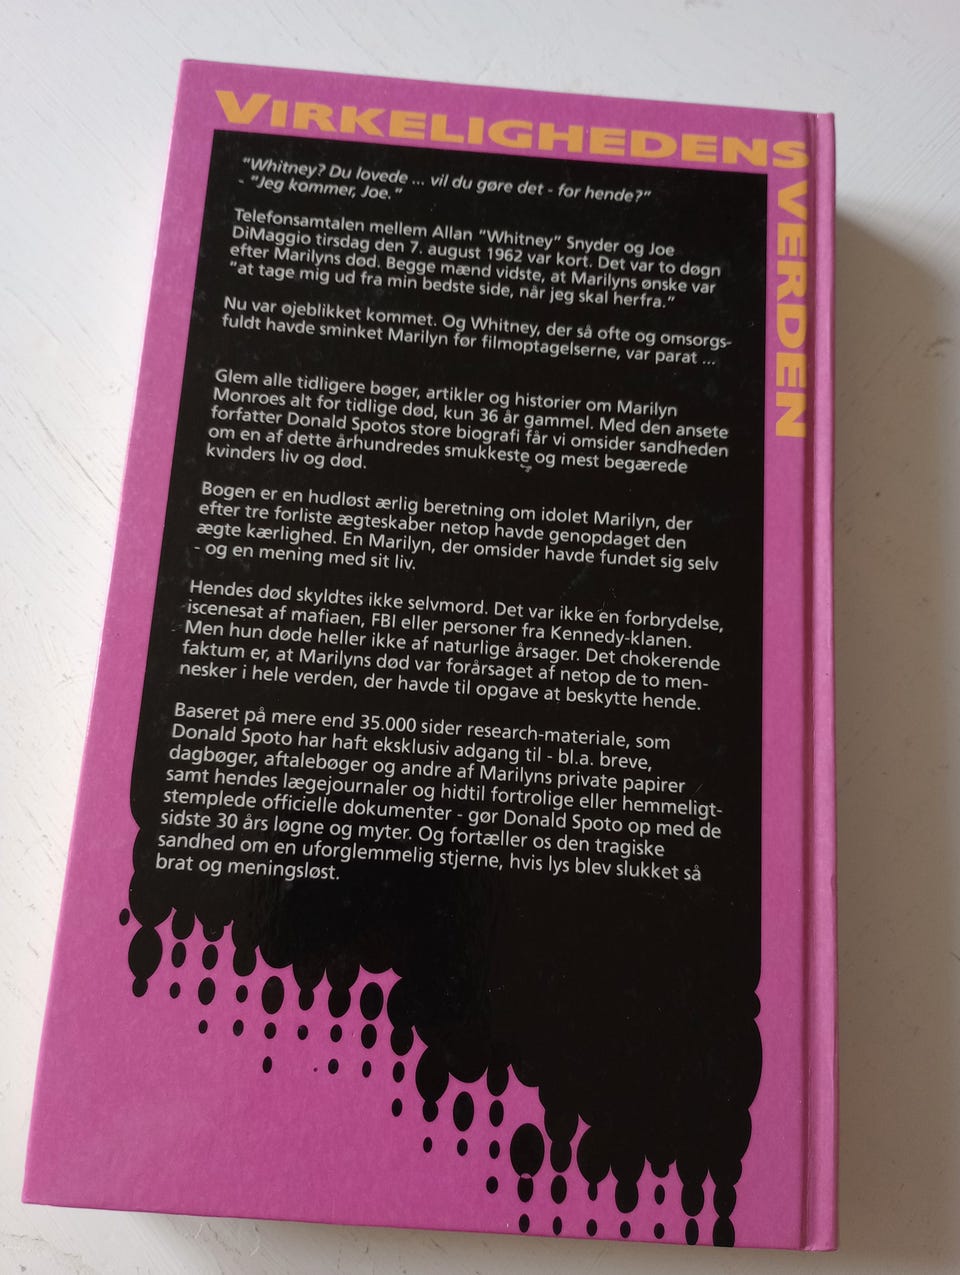 VIRKELIGHEDENS
VERDEN
"Whitney? Du lovede ... vil du gøre det - for hende?"
- "Jeg kommer, Joe."
Telefonsamtalen mellem Allan "Whitney" Snyder og Joe
DiMaggio tirsdag den 7. august 1962 var kort. Det var to døgn
efter Marilyns død. Begge mænd vidste, at Marilyns ønske var
"at tage mig ud fra min bedste side, når jeg skal herfra."
Nu var øjeblikket kommet. Og Whitney, der så ofte og omsorgs-
fuldt havde sminket Marilyn før filmoptagelserne, var parat ...
Glem alle tidligere bøger, artikler og historier om Marilyn
Monroes alt for tidlige død, kun 36 år gammel. Med den ansete
forfatter Donald Spotos store biografi får vi omsider sandheden
om en af dette århundredes smukkeste og mest begærede
kvinders liv og død.
Bogen er en hudløst ærlig beretning om idolet Marilyn, der
efter tre forliste ægteskaber netop havde genopdaget den
ægte kærlighed. En Marilyn, der omsider havde fundet sig selv
- og en mening med sit liv.
Hendes død skyldtes ikke selvmord. Det var ikke en forbrydelse,
iscenesat af mafiaen, FBI eller personer fra Kennedy-klanen.
Men hun døde heller ikke af naturlige årsager. Det chokerende
faktum er, at Marilyns død var forårsaget af netop de to men-
nesker i hele verden, der havde til opgave at beskytte hende.
Baseret på mere end 35.000 sider research-materiale, som
Donald Spoto har haft eksklusiv adgang til - bl.a. breve,
dagbøger, aftalebøger og andre af Marilyns private papirer
samt hendes lægejournaler og hidtil fortrolige eller hemmeligt-
stemplede officielle dokumenter - gør Donald Spoto op med de
sidste 30 års løgne og myter. Og fortæller os den tragiske
sandhed om en uforglemmelig stjerne, hvis lys blev slukket så
brat og meningsløst.